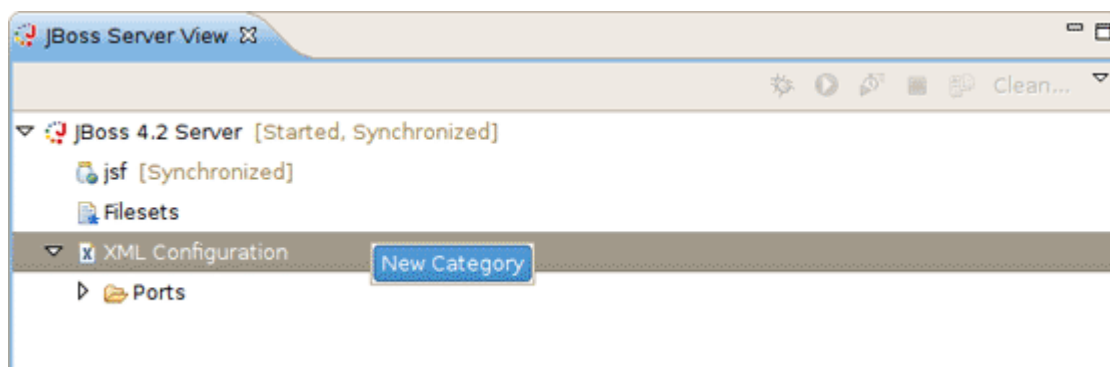 JBoss Server View
Clean...
JBoss 4.2 Server [Started, Synchronized]
jsf [Synchronized]
Filesets
XML Configuration
New Category
Ports